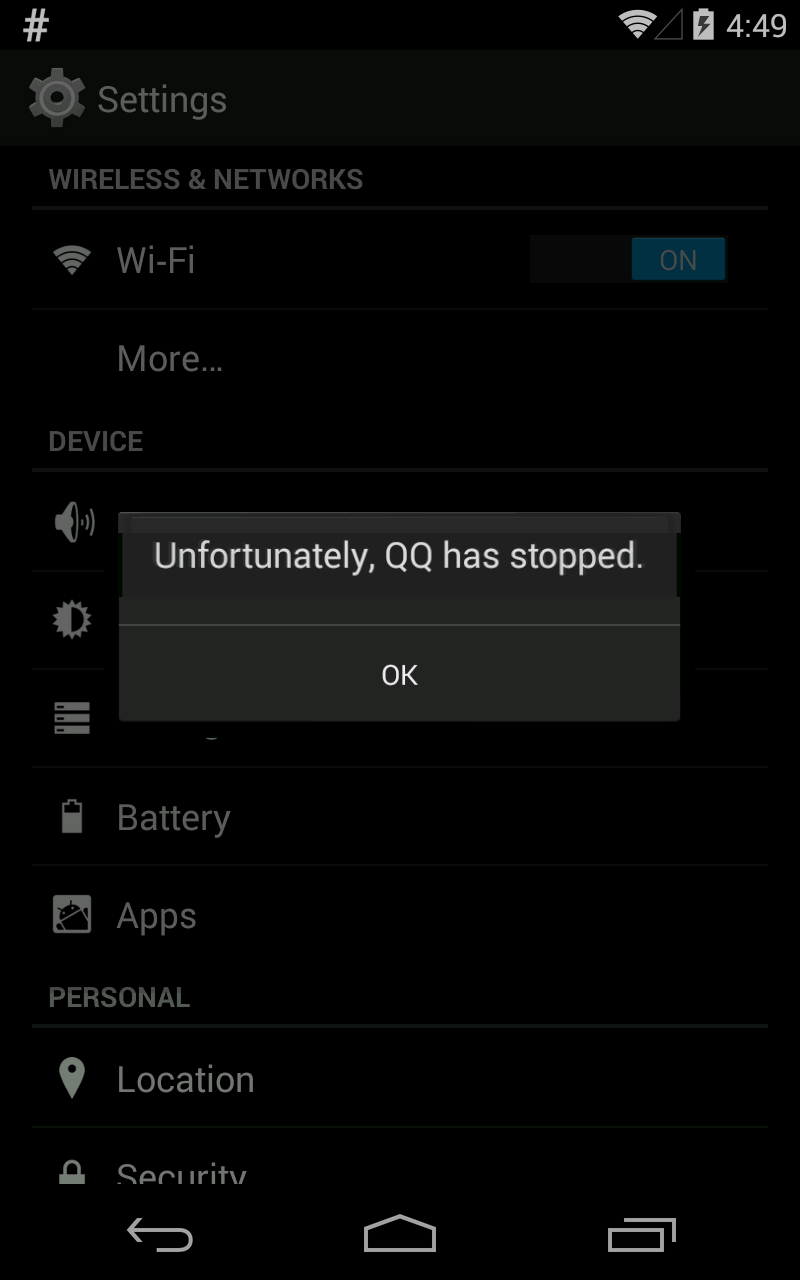 #
4:49
Settings
WIRELESS & NETWORKS
Wi-Fi
ON
More...
DEVICE
Unfortunately, QQ has stopped.
OK
Battery
Apps
PERSONAL
Location
Security